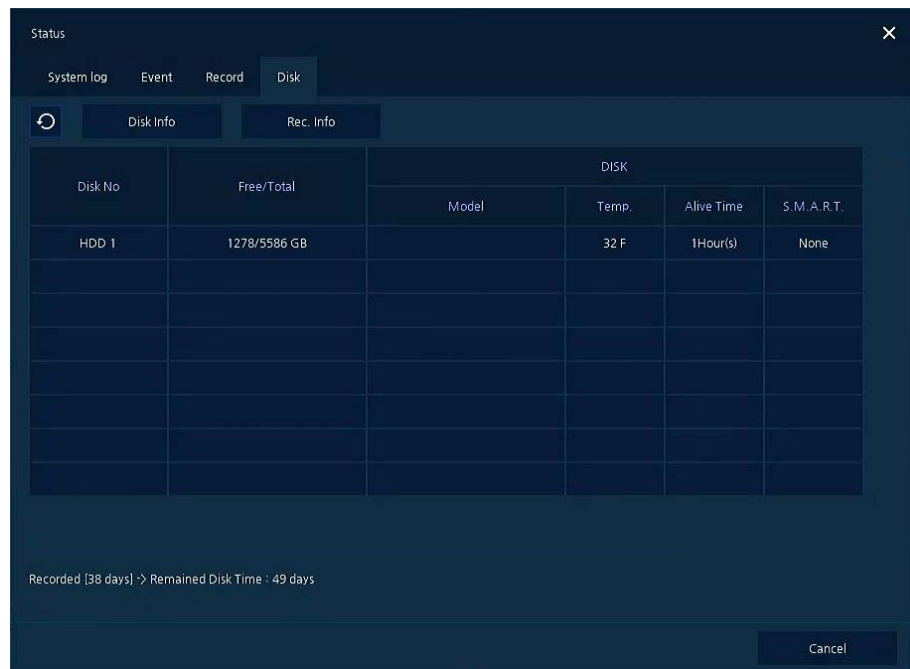 Status
System log Event Record Disk
Disk Info Rec. Info
Disk No Free/Total DISK
Model Temp. Alive Time S.M.A.R.T.
HDD 1 1278/5586 GB 32 F 1Hour(s) None
Recorded [38 days] -> Remained Disk Time : 49 days
Cancel